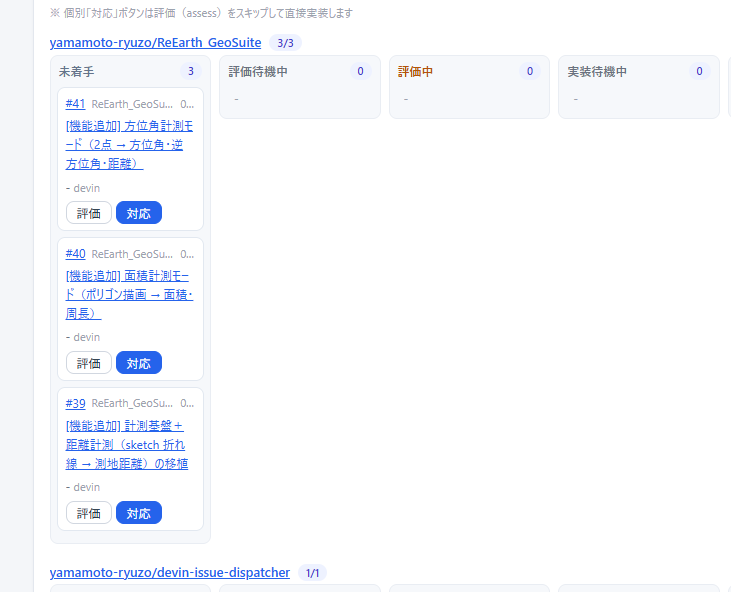 ※ 個別「対応」ボタンは評価（assess）をスキップして直接実装します
yamamoto-ryuzo/ReEarth_GeoSuite 3/3
未着手 3
評価待機中 0
評価中 0
実装待機中 0
-
-
-
#41 ReEarth_GeoSu... 0...
[機能追加] 方位角計測モ
ード（2点 → 方位角・逆
方位角・距離）
- devin
評価 対応
#40 ReEarth_GeoSu... 0...
[機能追加] 面積計測モー
ド（ポリゴン描画 → 面積・
周長）
- devin
評価 対応
#39 ReEarth_GeoSu... 0...
[機能追加] 計測基盤＋
距離計測（sketch 折れ
線 → 測地距離）の移植
- devin
評価 対応
yamamoto-ryuzo/devin-issue-dispatcher 1/1